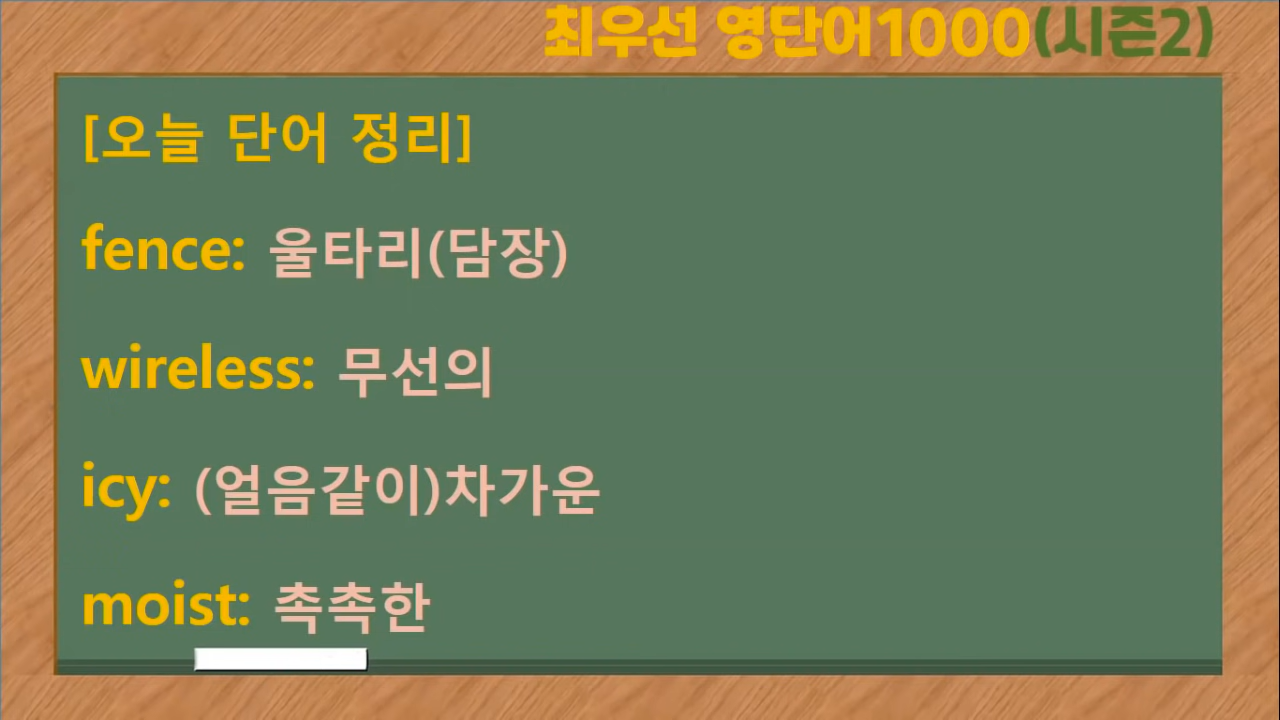 최우선 영단어1000(시즌2)
[오늘 단어 정리]
fence: 울타리(담장)
wireless: 무선의
icy: (얼음같이)차가운
moist: 촉촉한